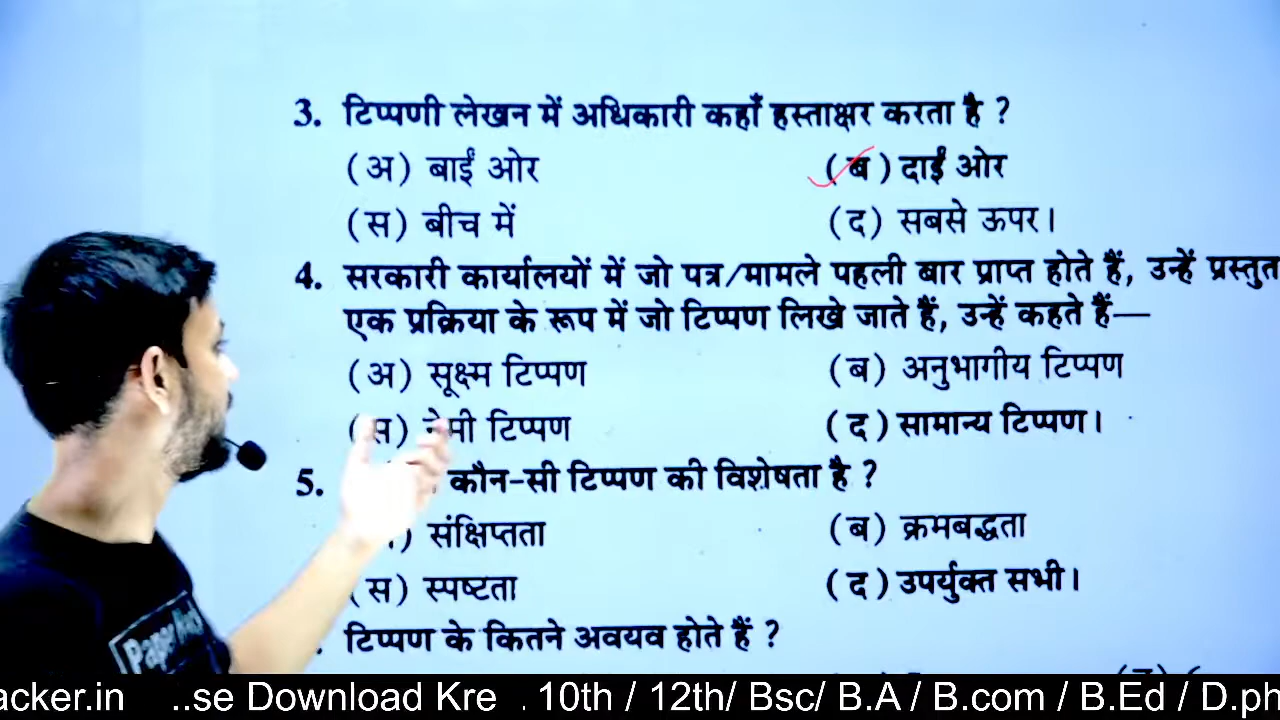 3. टिप्पणी लेखन में अधिकारी कहाँ हस्ताक्षर करता है ?
(अ) बाईं ओर (ब) दाईं ओर
(स) बीच में (द) सबसे ऊपर।
4. सरकारी कार्यालयों में जो पत्र/मामले पहली बार प्राप्त होते हैं, उन्हें प्रस्तुत
एक प्रक्रिया के रूप में जो टिप्पण लिखे जाते हैं, उन्हें कहते हैं—
(अ) सूक्ष्म टिप्पण (ब) अनुभागीय टिप्पण
(स) नेमी टिप्पण (द) सामान्य टिप्पण।
5. कौन-सी टिप्पण की विशेषता है ?
) संक्षिप्तता (ब) क्रमबद्धता
(स) स्पष्टता (द) उपर्युक्त सभी।
. टिप्पण के कितने अवयव होते हैं ?
Paper
acker.in ..se Download Kre . 10th / 12th/ Bsc/ B.A / B.com / B.Ed / D.ph